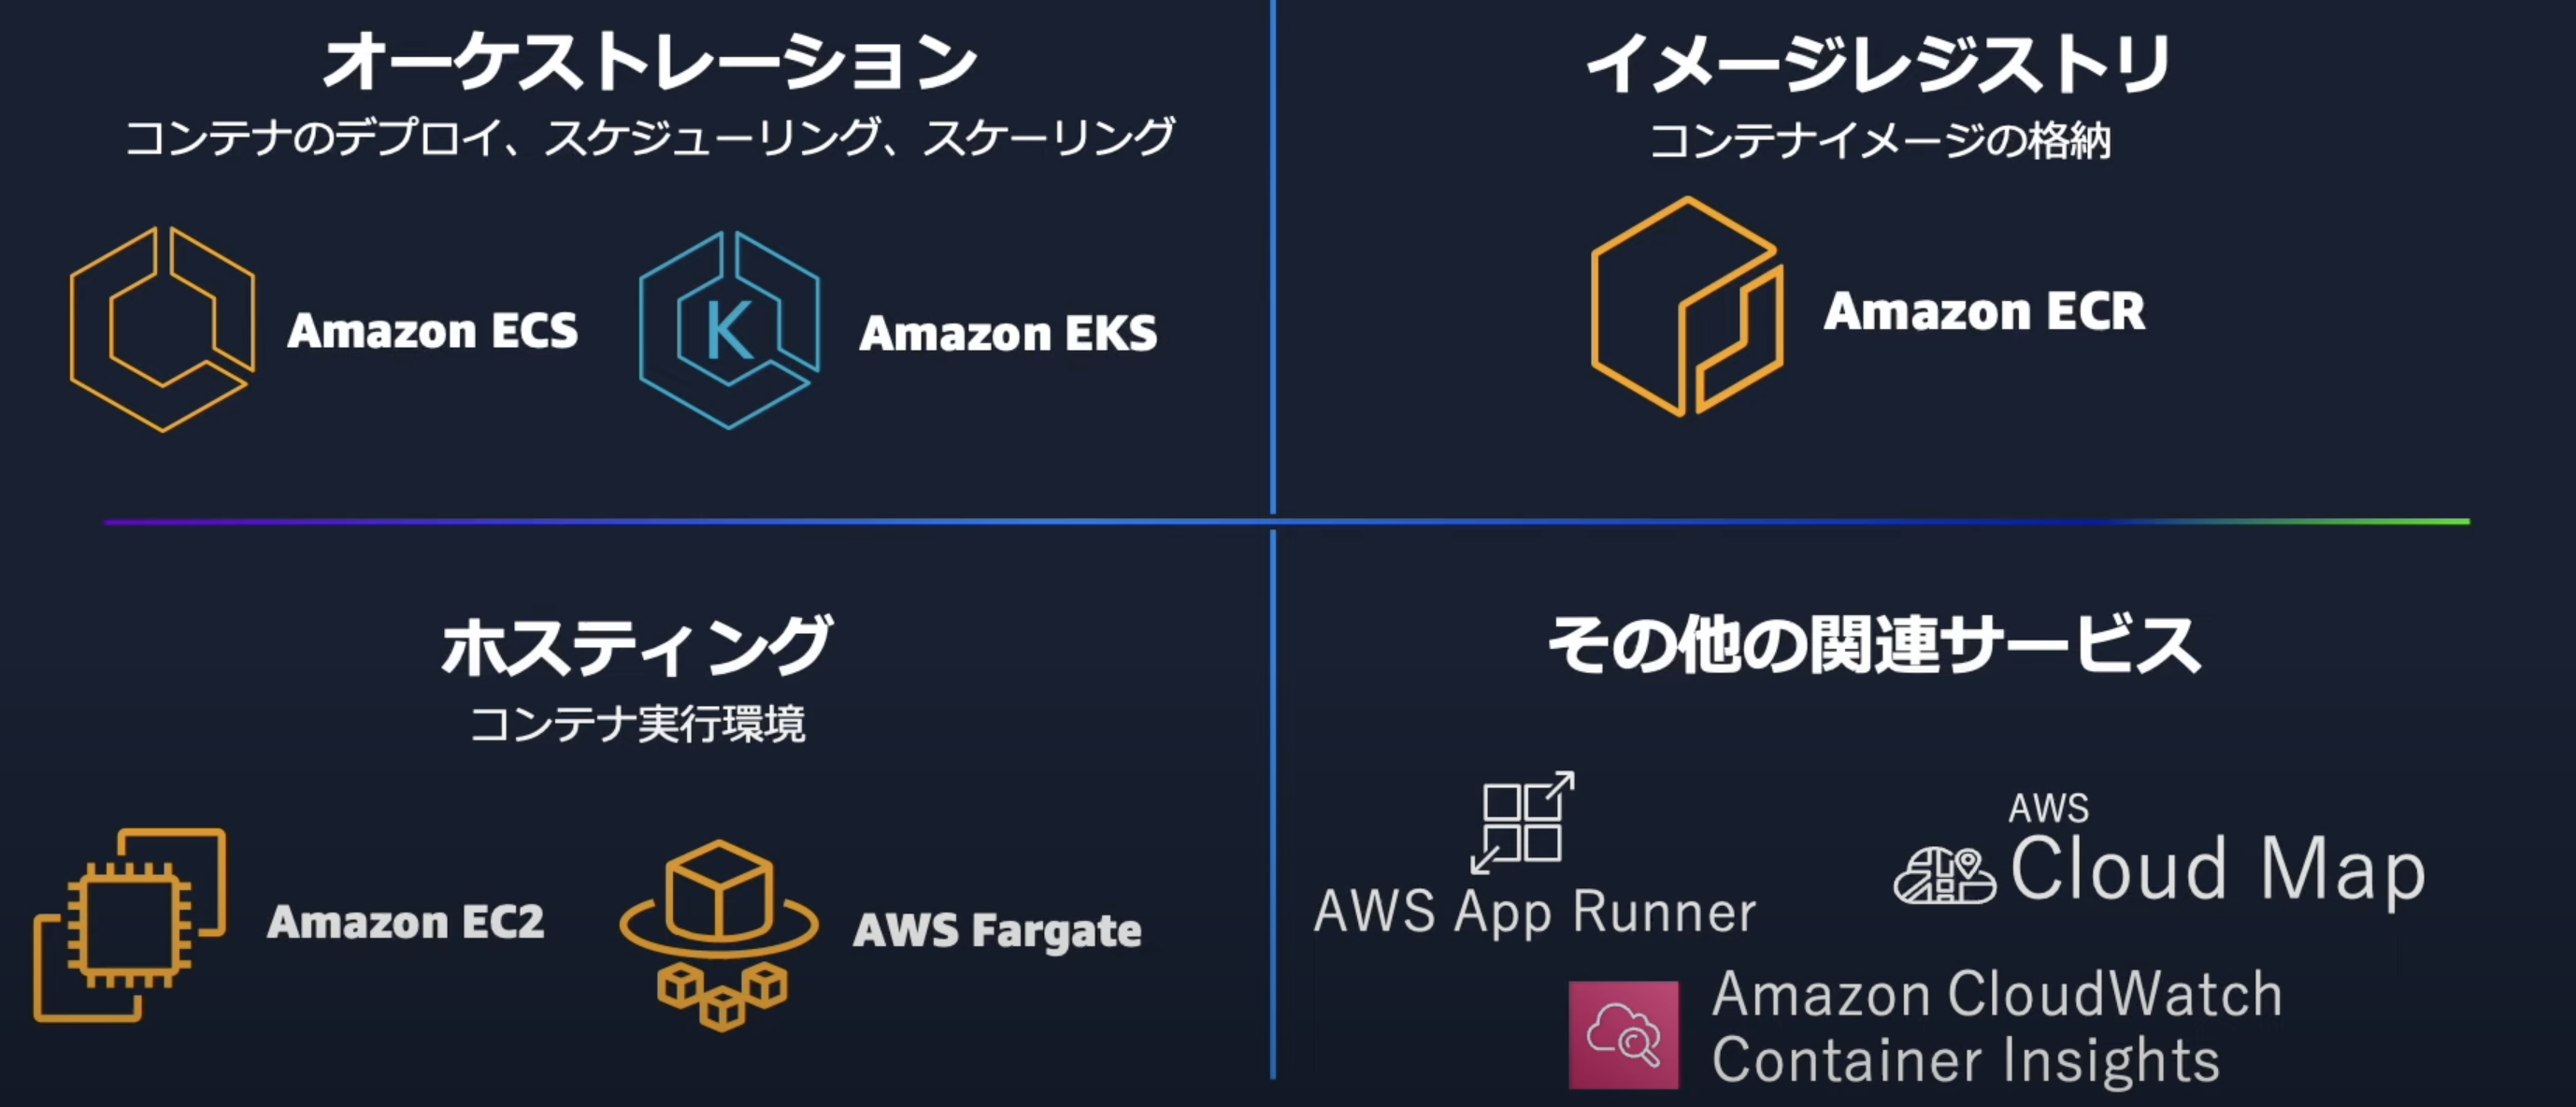 オーケストレーション
コンテナのデプロイ、スケジューリング、スケーリング
Amazon ECS
K
Amazon EKS
イメージレジストリ
コンテナイメージの格納
Amazon ECR
ホスティング
コンテナ実行環境
Amazon EC2
AWS Fargate
その他の関連サービス
AWS App Runner
AWS
Cloud Map
Amazon CloudWatch
Container Insights